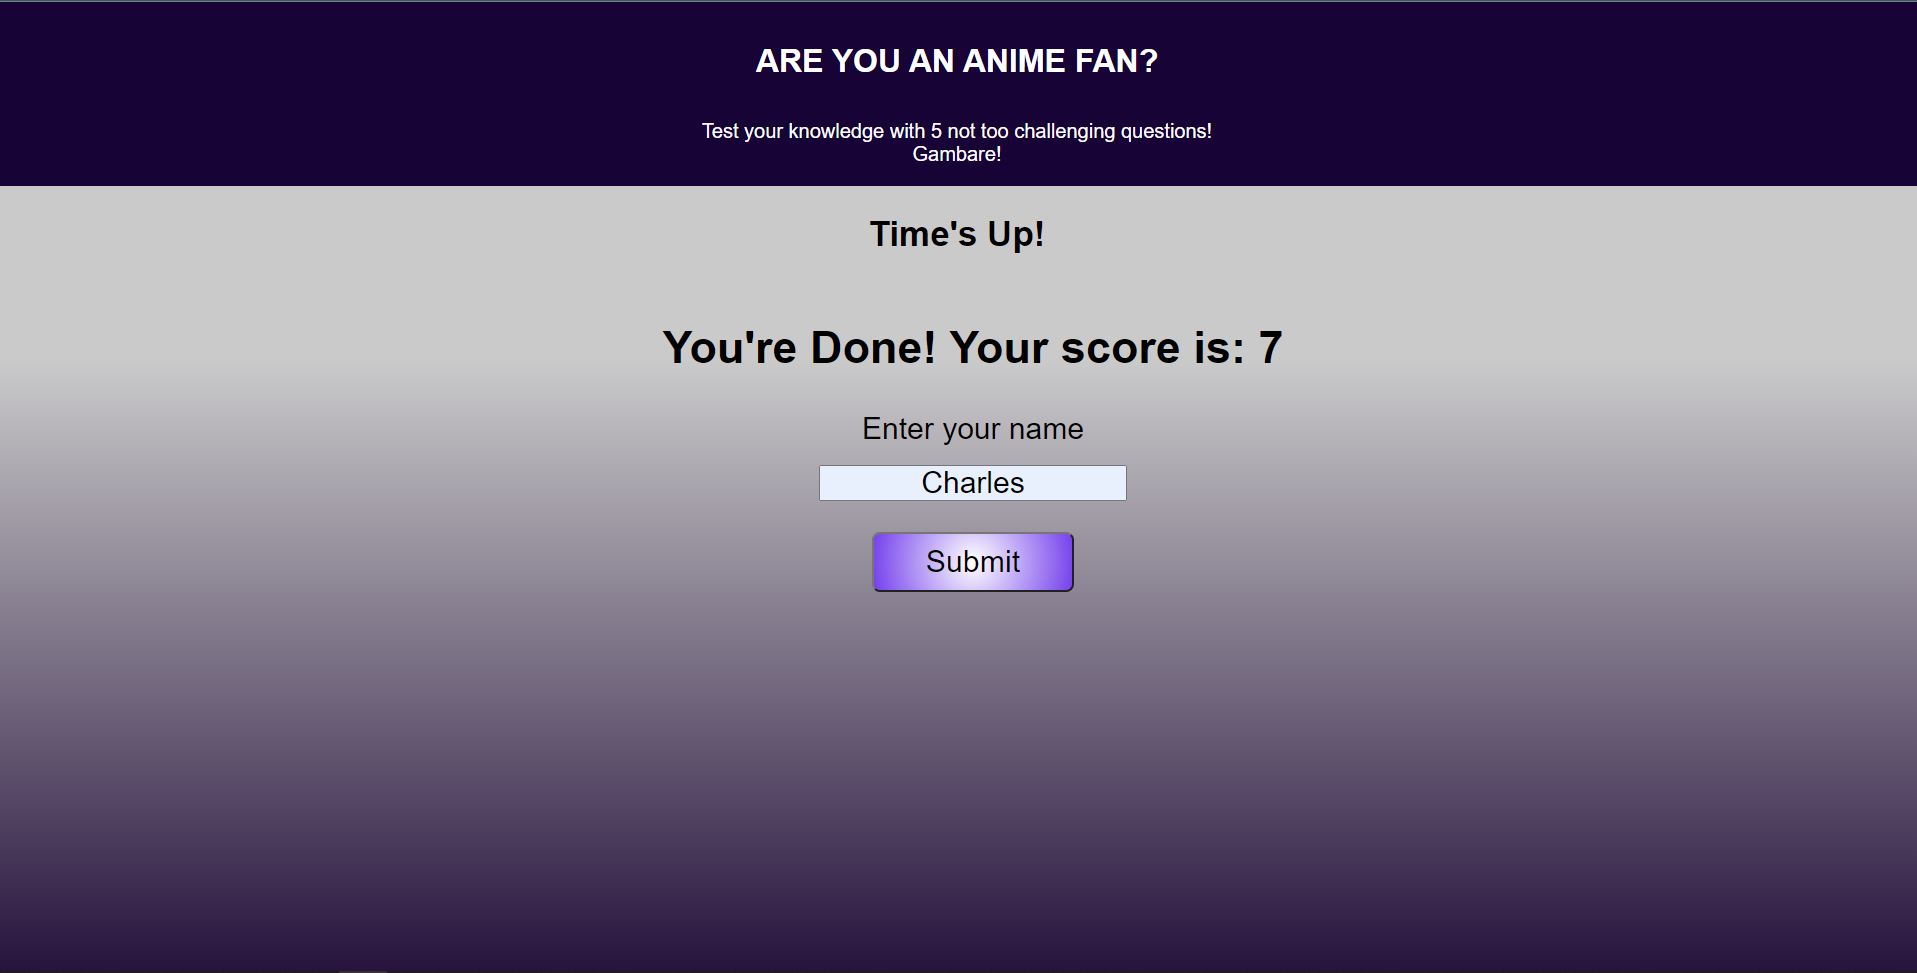 ARE YOU AN ANIME FAN?
Test your knowledge with 5 not too challenging questions!
Gambare!
Time's Up!
You're Done! Your score is: 7
Enter your name
Charles
Submit